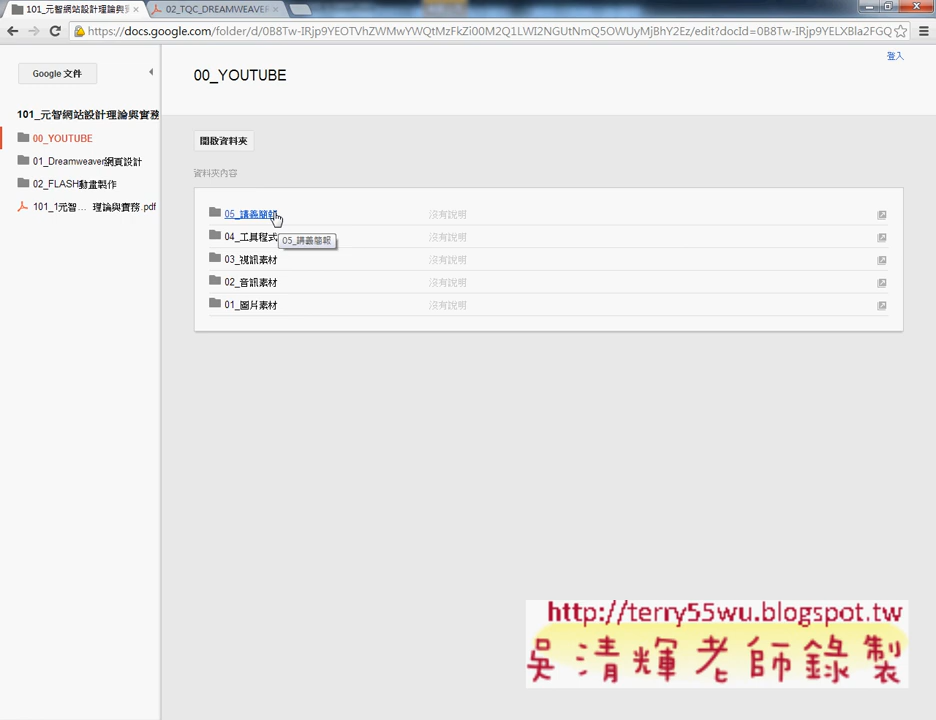 101_元智網站設計理論與實
02_TQC_DREAMWEAVER
https://docs.google.com/folder/d/0B8Tw-IRjp9YEOTVhZWMwYWQtMzFkZi00M2Q1LWI2NGUtNmQ5OWUyMjBhY2Ez/edit?docId=0B8Tw-IRjp9YELXBla2FGQ
登入
Google 文件
00_YOUTUBE
101_元智網站設計理論與實務
00_YOUTUBE
01_Dreamweaver網頁設計
02_FLASH動畫製作
101_1元智... 理論與實務.pdf
開啟資料夾
資料夾內容
05_講義簡報 沒有說明
04_工具程式 沒有說明
05_講義簡報
03_視訊素材 沒有說明
02_音訊素材 沒有說明
01_圖片素材 沒有說明
http://terry55wu.blogspot.tw
吳清輝老師錄製